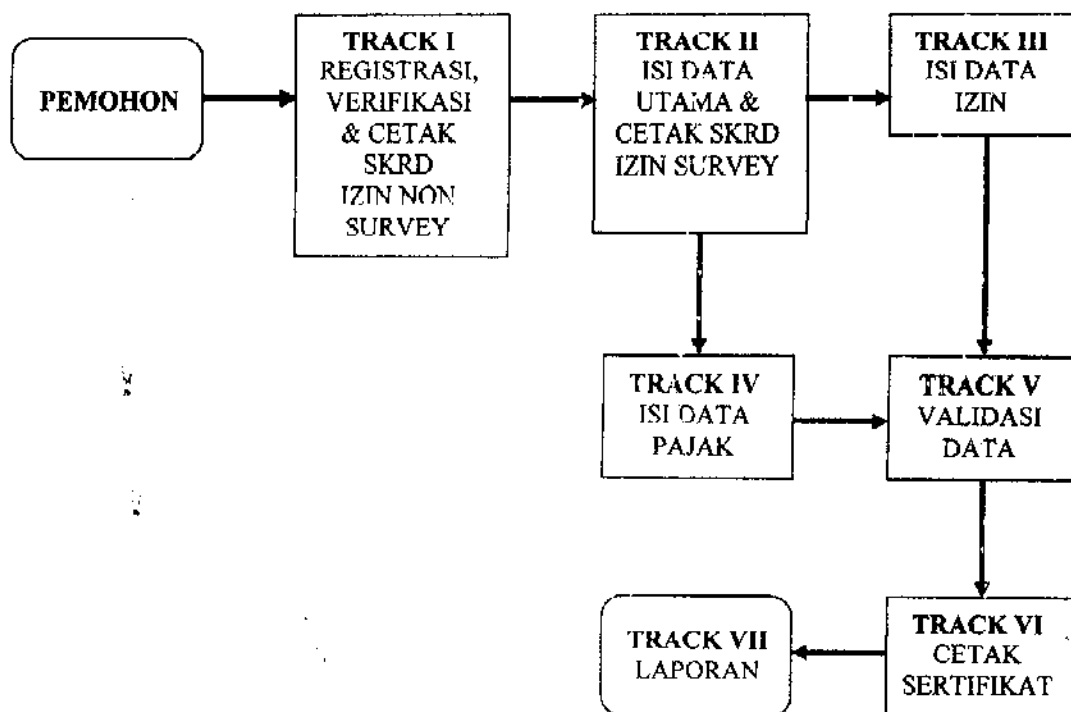 PEMOHON
TRACK I
REGISTRASI,
VERIFIKASI
& CETAK
SKRD
IZIN NON
SURVEY
TRACK II
ISI DATA
UTAMA &
CETAK SKRD
IZIN SURVEY
TRACK III
ISI DATA
IZIN
TRACK IV
ISI DATA
PAJAK
TRACK V
VALIDASI
DATA
TRACK VI
CETAK
SERTIFIKAT
TRACK VII
LAPORAN